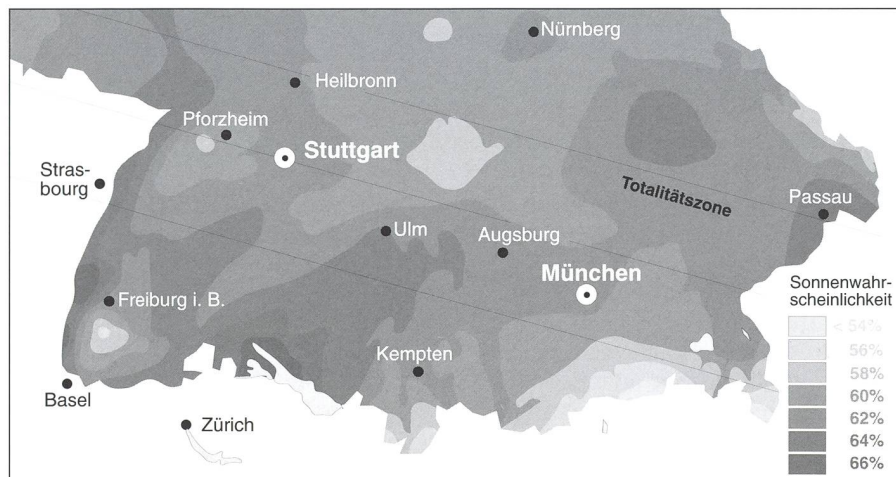 Nürnberg
Heilbronn
Pforzheim
Stuttgart
Stras-
bourg
Totalitätszone
Passau
Ulm
Augsburg
München
Sonnenwahr-
scheinlichkeit
Freiburg i. B.
< 54%
56%
Kempten
58%
Basel
60%
Zürich
62%
64%
66%